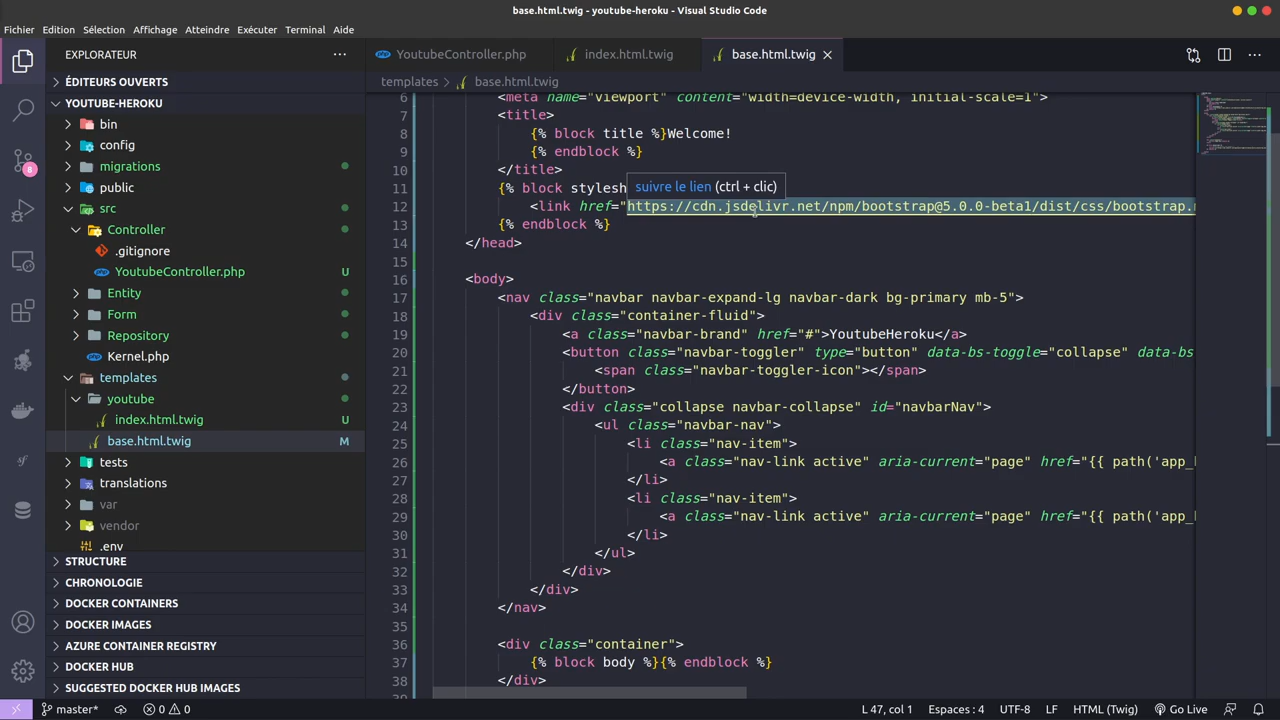 base.html.twig - youtube-heroku - Visual Studio Code
Fichier Edition Sélection Affichage Atteindre Exécuter Terminal Aide
EXPLORATEUR
YoutubeController.php index.html.twig base.html.twig
ÉDITEURS OUVERTS
templates > base.html.twig
YOUTUBE-HEROKU
bin
config
migrations
public
src
Controller
.gitignore
YoutubeController.php U
Entity
Form
Repository
Kernel.php
templates
youtube
index.html.twig U
base.html.twig M
tests
translations
var
vendor
.env
STRUCTURE
CHRONOLOGIE
DOCKER CONTAINERS
DOCKER IMAGES
AZURE CONTAINER REGISTRY
DOCKER HUB
SUGGESTED DOCKER HUB IMAGES
8
6 <meta name="viewport" content="width=device-width, initial-scale=1">
7 <title>
8 {% block title %}Welcome!
9 {% endblock %}
10 </title>
11 {% block stylesh
suivre le lien (ctrl + clic)
12 <link href="https://cdn.jsdelivr.net/npm/bootstrap@5.0.0-beta1/dist/css/bootstrap.
13 {% endblock %}
14 </head>
15
16 <body>
17 <nav class="navbar navbar-expand-lg navbar-dark bg-primary mb-5">
18 <div class="container-fluid">
19 <a class="navbar-brand" href="#">YoutubeHeroku</a>
20 <button class="navbar-toggler" type="button" data-bs-toggle="collapse" data-bs
21 <span class="navbar-toggler-icon"></span>
22 </button>
23 <div class="collapse navbar-collapse" id="navbarNav">
24 <ul class="navbar-nav">
25 <li class="nav-item">
26 <a class="nav-link active" aria-current="page" href="{{ path('app_
27 </li>
28 <li class="nav-item">
29 <a class="nav-link active" aria-current="page" href="{{ path('app_
30 </li>
31 </ul>
32 </div>
33 </div>
34 </nav>
35
36 <div class="container">
37 {% block body %}{% endblock %}
38 </div>
master* 0 0 L 47, col 1 Espaces : 4 UTF-8 LF HTML (Twig) Go Live